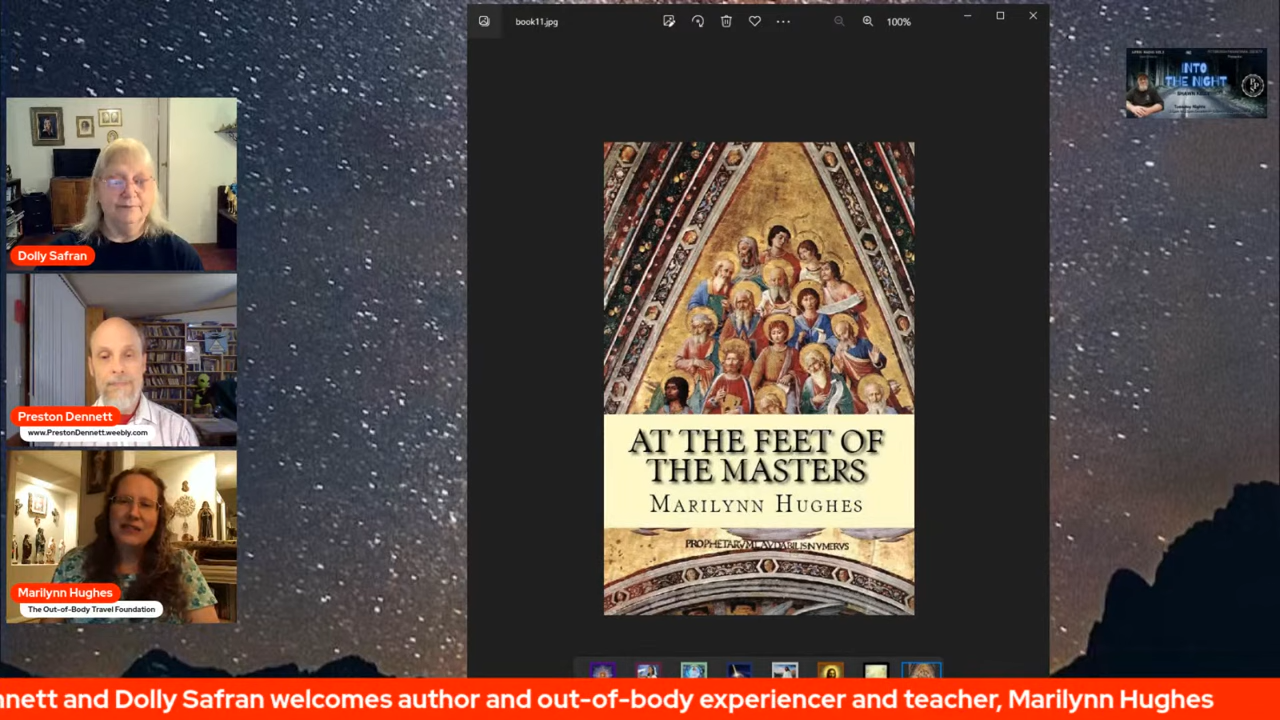 book11.jpg
100%
INTO
THE NIGHT
Dolly Safran
Preston Dennett
www.PrestonDennett.weebly.com
Marilynn Hughes
The Out-of-Body Travel Foundation
AT THE FEET OF
THE MASTERS
MARILYNN HUGHES
PROPHETARVM LAVDABILIS NVMERVS
nnett and Dolly Safran welcomes author and out-of-body experiencer and teacher, Marilynn Hughes